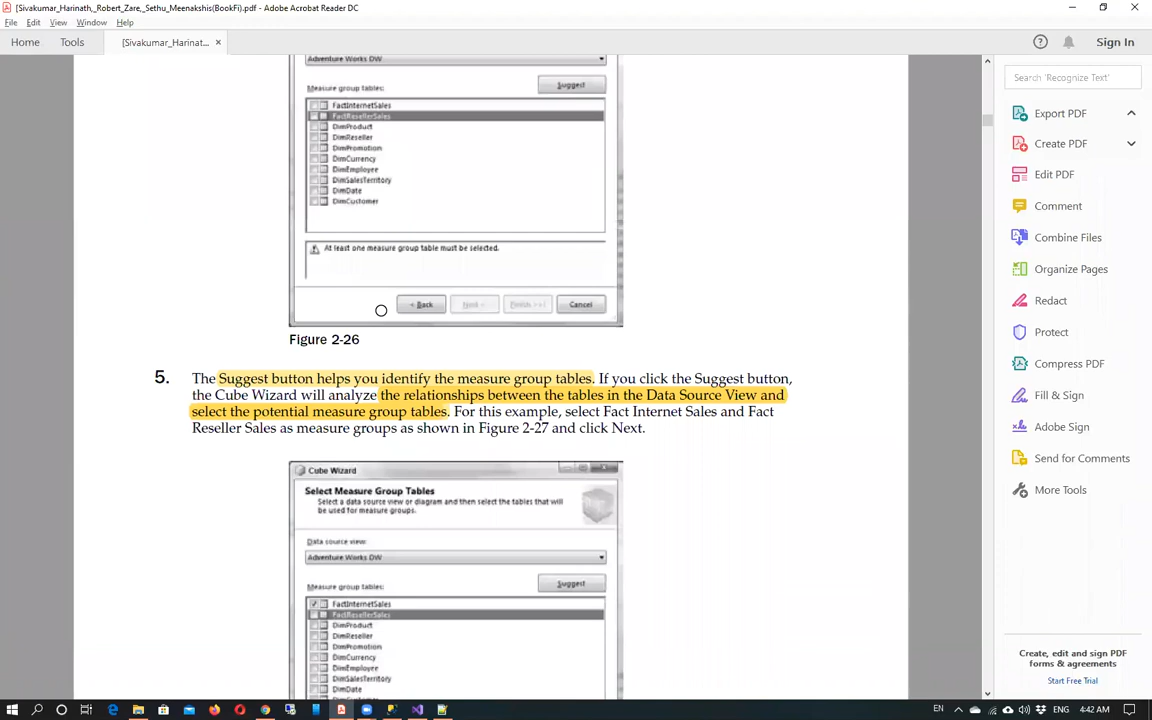 [Sivakumar_Harinath,_Robert_Zare,_Sethu_Meenakshis(BookFi).pdf - Adobe Acrobat Reader DC
File Edit View Window Help
Home Tools [Sivakumar_Harinat... × Sign In
Adventure Works DW
Suggest
Measure group tables:
FactInternetSales
FactResellerSales
DimProduct
DimReseller
DimPromotion
DimCurrency
DimEmployee
DimSalesTerritory
DimDate
DimCustomer
At least one measure group table must be selected.
< Back Next > Finish >>| Cancel
Figure 2-26
5. The Suggest button helps you identify the measure group tables. If you click the Suggest button,
the Cube Wizard will analyze the relationships between the tables in the Data Source View and
select the potential measure group tables. For this example, select Fact Internet Sales and Fact
Reseller Sales as measure groups as shown in Figure 2-27 and click Next.
Cube Wizard
Select Measure Group Tables
Select a data source view or diagram and then select the tables that will
be used for measure groups.
Data source view:
Adventure Works DW
Suggest
Measure group tables:
FactInternetSales
FactResellerSales
DimProduct
DimReseller
DimPromotion
DimCurrency
DimEmployee
DimSalesTerritory
DimDate
Search 'Recognize Text'
Export PDF
Create PDF
Edit PDF
Comment
Combine Files
Organize Pages
Redact
Protect
Compress PDF
Fill & Sign
Adobe Sign
Send for Comments
More Tools
Create, edit and sign PDF
forms & agreements
Start Free Trial
EN ENG 4:42 AM